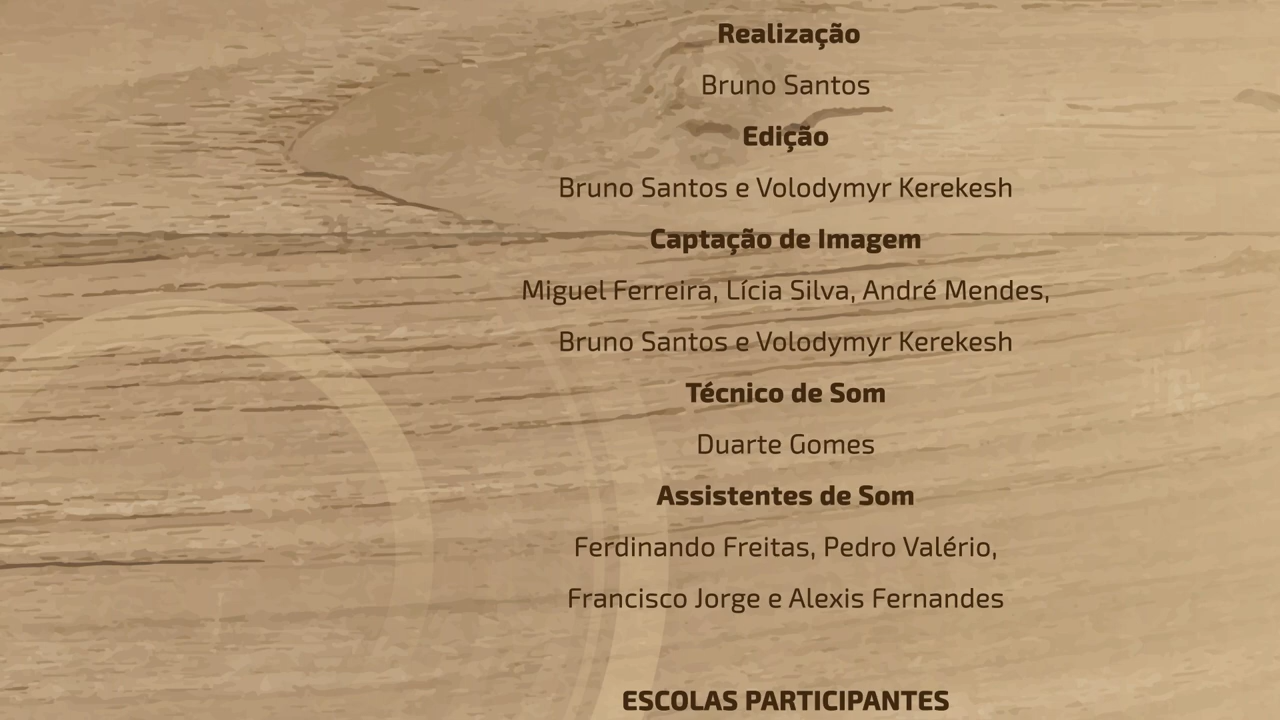 Realização
Bruno Santos
Edição
Bruno Santos e Volodymyr Kerekesh
Captação de Imagem
Miguel Ferreira, Lícia Silva, André Mendes,
Bruno Santos e Volodymyr Kerekesh
Técnico de Som
Duarte Gomes
Assistentes de Som
Ferdinando Freitas, Pedro Valério,
Francisco Jorge e Alexis Fernandes
ESCOLAS PARTICIPANTES